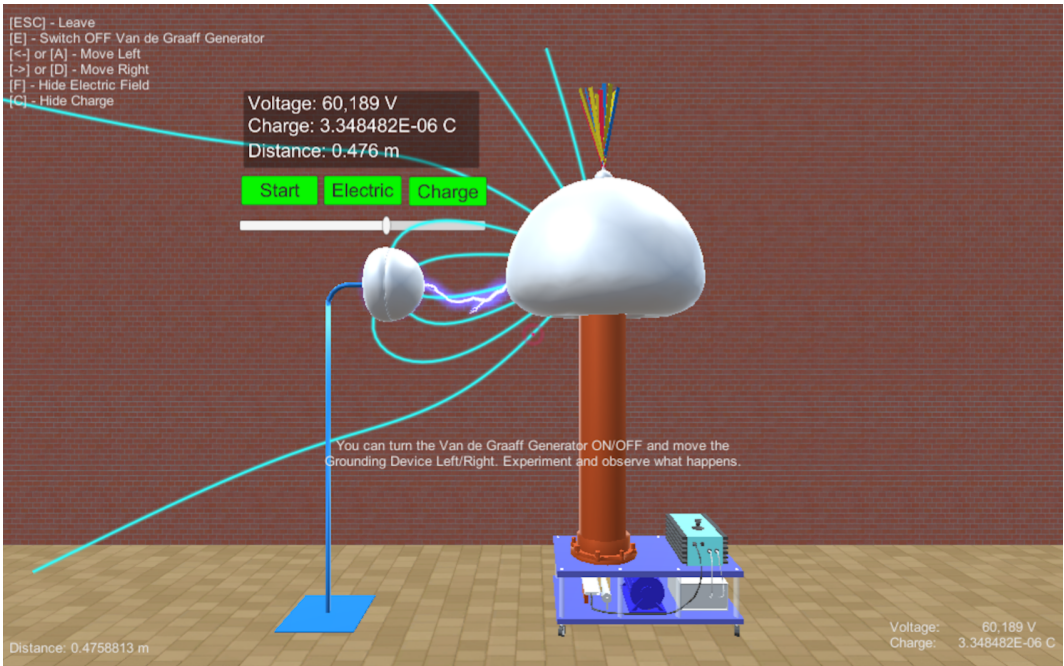 [ESC] - Leave
[E] - Switch OFF Van de Graaff Generator
[<-] or [A] - Move Left
[->] or [D] - Move Right
[F] - Hide Electric Field
[C] - Hide Charge
Voltage: 60,189 V
Charge: 3.348482E-06 C
Distance: 0.476 m
Start Electric Charge
You can turn the Van de Graaff Generator ON/OFF and move the
Grounding Device Left/Right. Experiment and observe what happens.
Distance: 0.4758813 m
Voltage: 60,189 V
Charge: 3.348482E-06 C